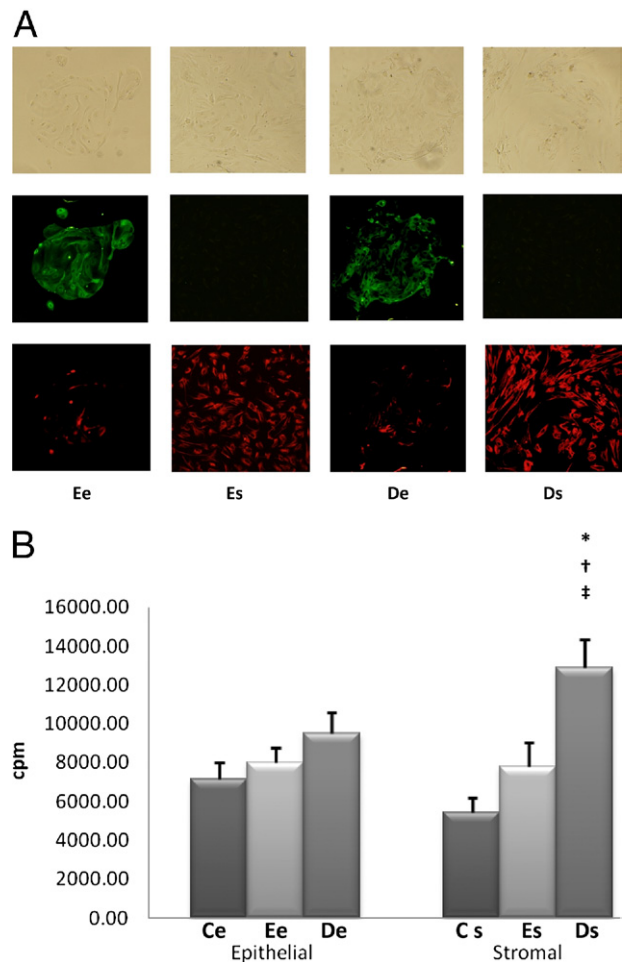 A
Ee Es De Ds
B
*
†
‡
16000.00
14000.00
12000.00
10000.00
8000.00
6000.00
4000.00
2000.00
0.00
cpm
Ce Ee De C s Es Ds
Epithelial Stromal